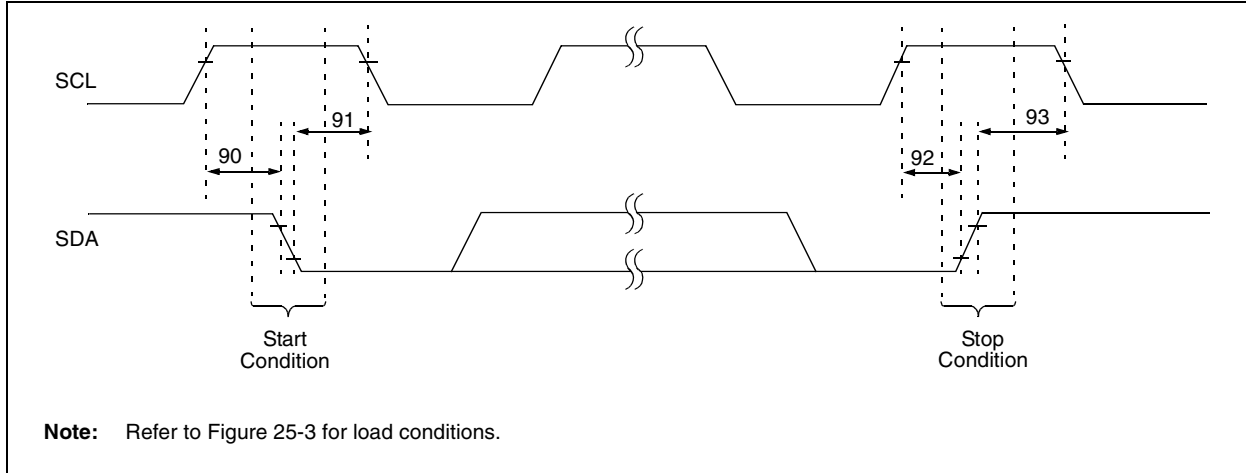 SCL
91
93
90
92
SDA
Start
Condition
Stop
Condition
Note: Refer to Figure 25-3 for load conditions.